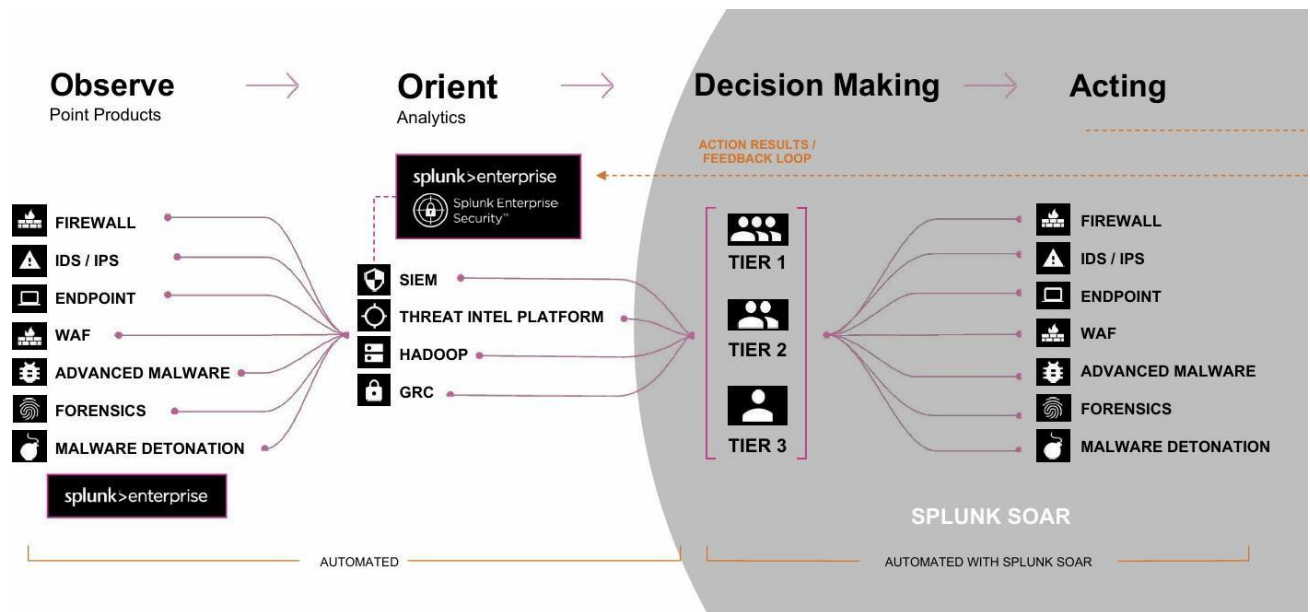 Observe
Point Products
Orient
Analytics
Decision Making
Acting
ACTION RESULTS /
FEEDBACK LOOP
splunk>enterprise
Splunk Enterprise
Security™
FIREWALL
IDS / IPS
ENDPOINT
WAF
ADVANCED MALWARE
FORENSICS
MALWARE DETONATION
splunk>enterprise
SIEM
THREAT INTEL PLATFORM
HADOOP
GRC
TIER 1
TIER 2
TIER 3
FIREWALL
IDS / IPS
ENDPOINT
WAF
ADVANCED MALWARE
FORENSICS
MALWARE DETONATION
SPLUNK SOAR
AUTOMATED
AUTOMATED WITH SPLUNK SOAR